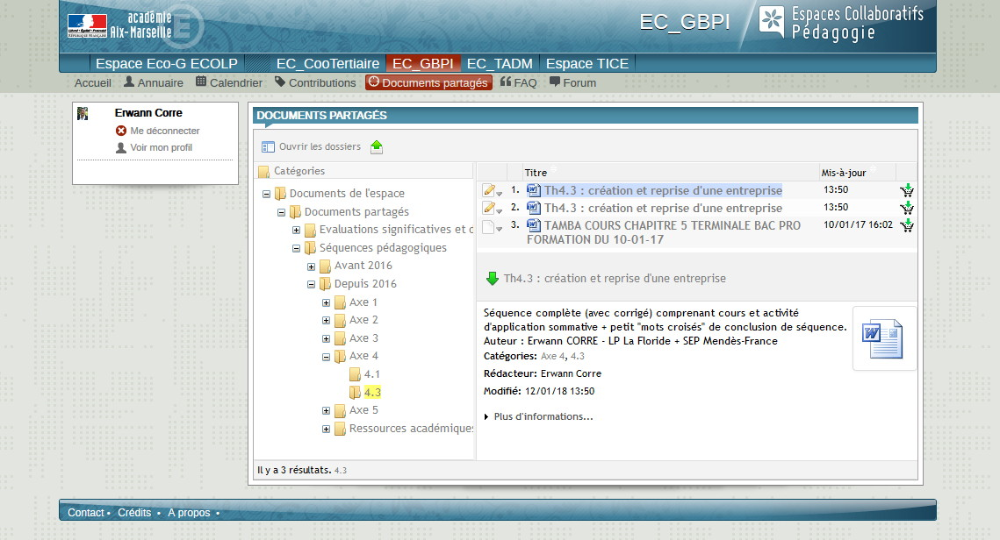 académie
Aix-Marseille
RÉPUBLIQUE FRANÇAISE
EC_GBPI
Espaces Collaboratifs
Pédagogie
Espace Eco-G ECOLP
EC_CooTertiaire
EC_GBPI
EC_TADM
Espace TICE
Accueil
Annuaire
Calendrier
Contributions
Documents partagés
FAQ
Forum
Erwann Corre
Me déconnecter
Voir mon profil
DOCUMENTS PARTAGÉS
Ouvrir les dossiers
Catégories
Documents de l'espace
Documents partagés
Evaluations significatives et d
Séquences pédagogiques
Avant 2016
Depuis 2016
Axe 1
Axe 2
Axe 3
Axe 4
4.1
4.3
Axe 5
Ressources académiques
Titre
Mis-à-jour
1. Th4.3 : création et reprise d'une entreprise 13:50
2. Th4.3 : création et reprise d'une entreprise 13:50
3. TAMBA COURS CHAPITRE 5 TERMINALE BAC PRO 10/01/17 16:02
FORMATION DU 10-01-17
Th4.3 : création et reprise d'une entreprise
Séquence complète (avec corrigé) comprenant cours et activité
d'application sommative + petit "mots croisés" de conclusion de séquence.
Auteur : Erwann CORRE - LP La Floride + SEP Mendès-France
Catégories: Axe 4, 4.3
Rédacteur: Erwann Corre
Modifié: 12/01/18 13:50
Plus d'informations...
Il y a 3 résultats. 4.3
Contact • Crédits • A propos •